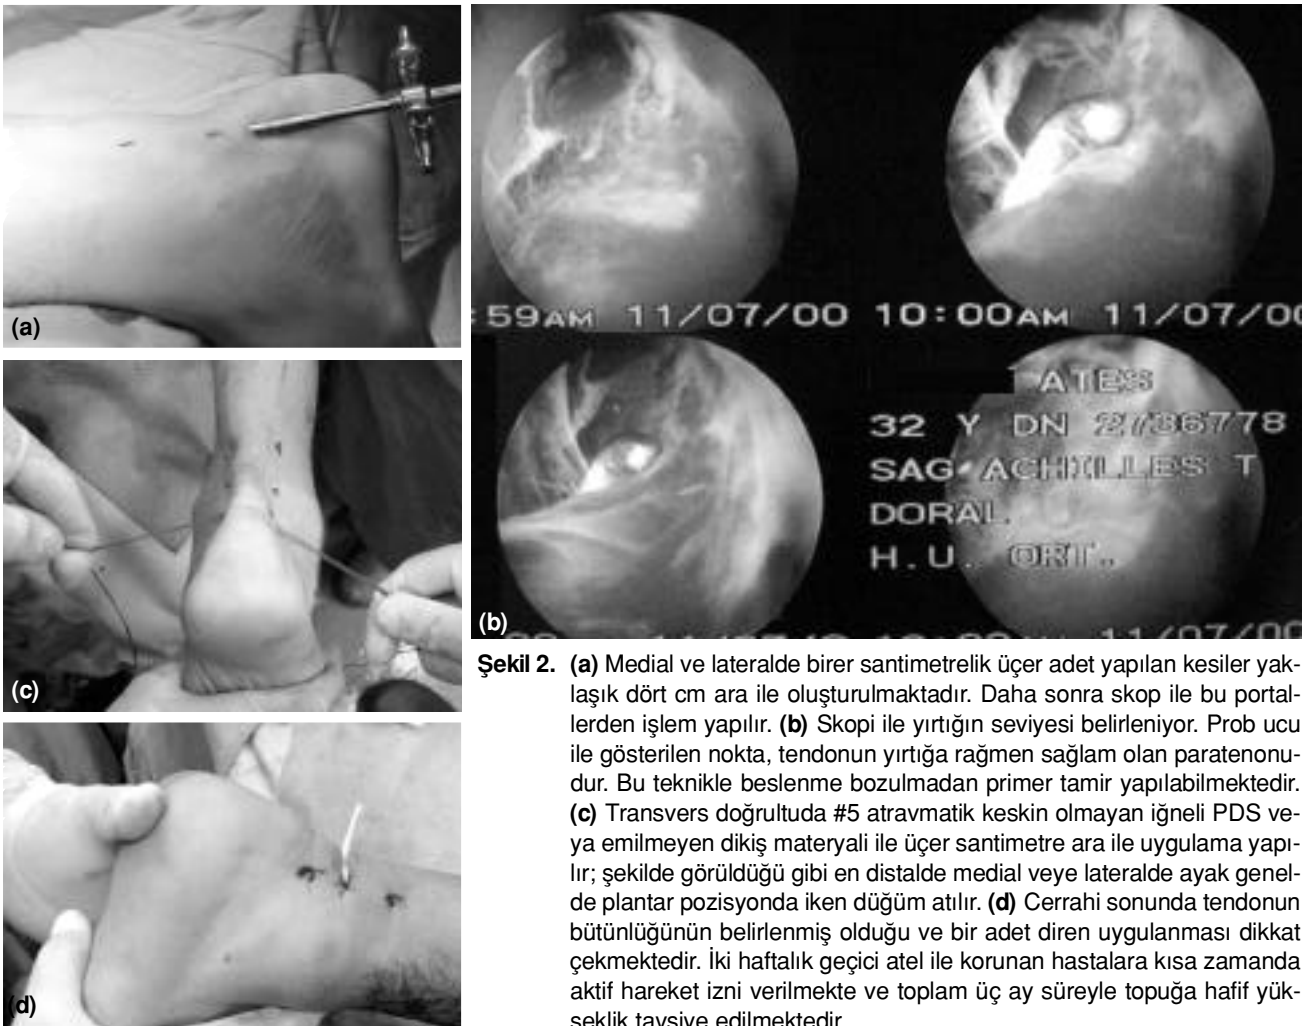 (a)
:59AM 11/07/00 10:00AM 11/07/00
ATES
32 Y DN 2736778
SAG ACHILLES T
DORAL
H.U. ORT.
11/07/00
(b)
(c)
(d)
Şekil 2. (a) Medial ve lateralde birer santimetrelik üçer adet yapılan kesiler yak-
laşık dört cm ara ile oluşturulmaktadır. Daha sonra skop ile bu portal-
lerden işlem yapılır. (b) Skopi ile yırtığın seviyesi belirleniyor. Prob ucu
ile gösterilen nokta, tendonun yırtığa rağmen sağlam olan paratenonu-
dur. Bu teknikle beslenme bozulmadan primer tamir yapılabilmektedir.
(c) Transvers doğrultuda #5 atravmatik keskin olmayan iğneli PDS ve-
ya emilmeyen dikiş materyali ile üçer santimetre ara ile uygulama yapı-
lır; şekilde görüldüğü gibi en distalde medial veye lateralde ayak genel-
de plantar pozisyonda iken düğüm atılır. (d) Cerrahi sonunda tendonun
bütünlüğünün belirlenmiş olduğu ve bir adet diren uygulanması dikkat
çekmektedir. İki haftalık geçici atel ile korunan hastalara kısa zamanda
aktif hareket izni verilmekte ve toplam üç ay süreyle topuğa hafif yük-
seklik tavsiye edilmektedir.